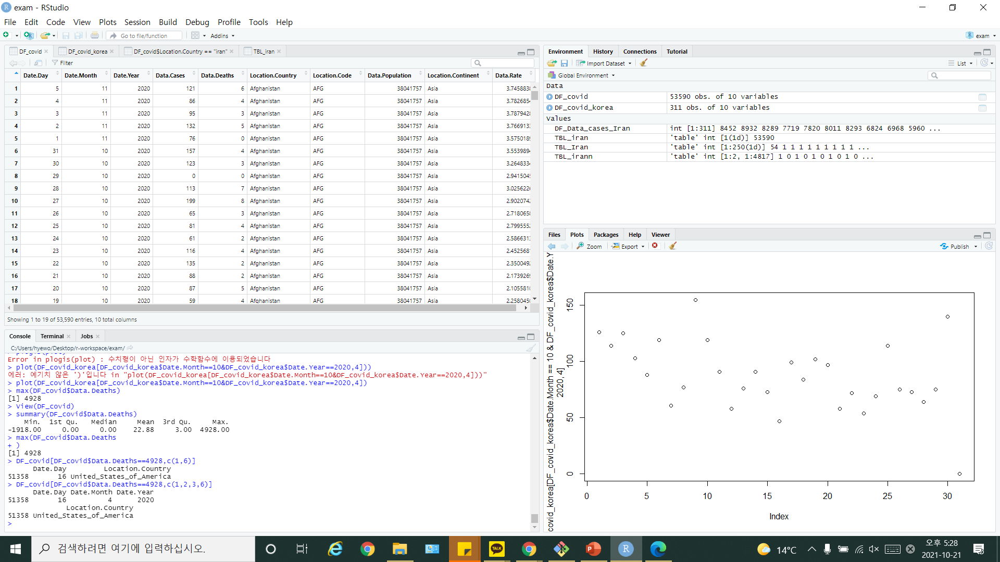 exam - RStudio
File Edit Code View Plots Session Build Debug Profile Tools Help
Go to file/function Addins exam
DF_covid DF_covid_korea DF_covid$Location.Country == "iran" TBL_iran
Filter
Date.Day Date.Month Date.Year Data.Cases Data.Deaths Location.Country Location.Code Data.Population Location.Continent Data.Rate
1 5 11 2020 121 6 Afghanistan AFG 38041757 Asia 3.745883
2 4 11 2020 86 4 Afghanistan AFG 38041757 Asia 3.782685
3 3 11 2020 95 3 Afghanistan AFG 38041757 Asia 3.787942
4 2 11 2020 132 5 Afghanistan AFG 38041757 Asia 3.766913
5 1 11 2020 76 0 Afghanistan AFG 38041757 Asia 3.575018
6 31 10 2020 157 4 Afghanistan AFG 38041757 Asia 3.553989
7 30 10 2020 123 3 Afghanistan AFG 38041757 Asia 3.264833
8 29 10 2020 0 0 Afghanistan AFG 38041757 Asia 2.941504
9 28 10 2020 113 7 Afghanistan AFG 38041757 Asia 3.025622
10 27 10 2020 199 8 Afghanistan AFG 38041757 Asia 2.902074
11 26 10 2020 65 3 Afghanistan AFG 38041757 Asia 2.718065
12 25 10 2020 81 4 Afghanistan AFG 38041757 Asia 2.799555
13 24 10 2020 61 2 Afghanistan AFG 38041757 Asia 2.586631
14 23 10 2020 116 4 Afghanistan AFG 38041757 Asia 2.452568
15 22 10 2020 135 2 Afghanistan AFG 38041757 Asia 2.350049
16 21 10 2020 88 2 Afghanistan AFG 38041757 Asia 2.173926
17 20 10 2020 87 5 Afghanistan AFG 38041757 Asia 2.105581
18 19 10 2020 59 4 Afghanistan AFG 38041757 Asia 2.258045
Showing 1 to 19 of 53,590 entries, 10 total columns
Console Terminal Jobs
C:/Users/hyewo/Desktop/r-workspace/exam/
Error in plogis(plot) : 수치형이 아닌 인자가 수학함수에 이용되었습니다
> plot(DF_covid_korea[DF_covid_korea$Date.Month==10&DF_covid_korea$Date.Year==2020,4]))
에러: 예기치 않은 ')'입니다 in "plot(DF_covid_korea[DF_covid_korea$Date.Month==10&DF_covid_korea$Date.Year==2020,4]))"
> plot(DF_covid_korea[DF_covid_korea$Date.Month==10&DF_covid_korea$Date.Year==2020,4])
> max(DF_covid$Data.Deaths)
[1] 4928
> View(DF_covid)
> summary(DF_covid$Data.Deaths)
Min. 1st Qu. Median Mean 3rd Qu. Max.
-1918.00 0.00 0.00 22.88 3.00 4928.00
> max(DF_covid$Data.Deaths
+ )
[1] 4928
> DF_covid[DF_covid$Data.Deaths==4928,c(1,6)]
Date.Day Location.Country
51358 16 United_States_of_America
> DF_covid[DF_covid$Data.Deaths==4928,c(1,2,3,6)]
Date.Day Date.Month Date.Year
51358 16 4 2020
Location.Country
51358 United_States_of_America
>
Environment History Connections Tutorial
Import Dataset List
Global Environment
Data
DF_covid 53590 obs. of 10 variables
DF_covid_korea 311 obs. of 10 variables
Values
DF_Data_cases_Iran int [1:311] 8452 8932 8289 7719 7820 8011 8293 6824 6968 5960 ...
TBL_iran 'table' int [1(1d)] 53590
TBL_Iran 'table' int [1:250(1d)] 54 1 1 1 1 1 1 1 1 1 ...
TBL_irann 'table' int [1:2, 1:4817] 1 0 1 0 1 0 1 0 1 0 ...
Files Plots Packages Help Viewer
Zoom Export Publish
covid_korea[DF_covid_korea$Date.Month == 10 & DF_covid_korea$Date.Y
2020, 4]
150
100
50
0
0 5 10 15 20 25 30
Index
검색하려면 여기에 입력하십시오.
TALK
14°C
오후 5:28
2021-10-21